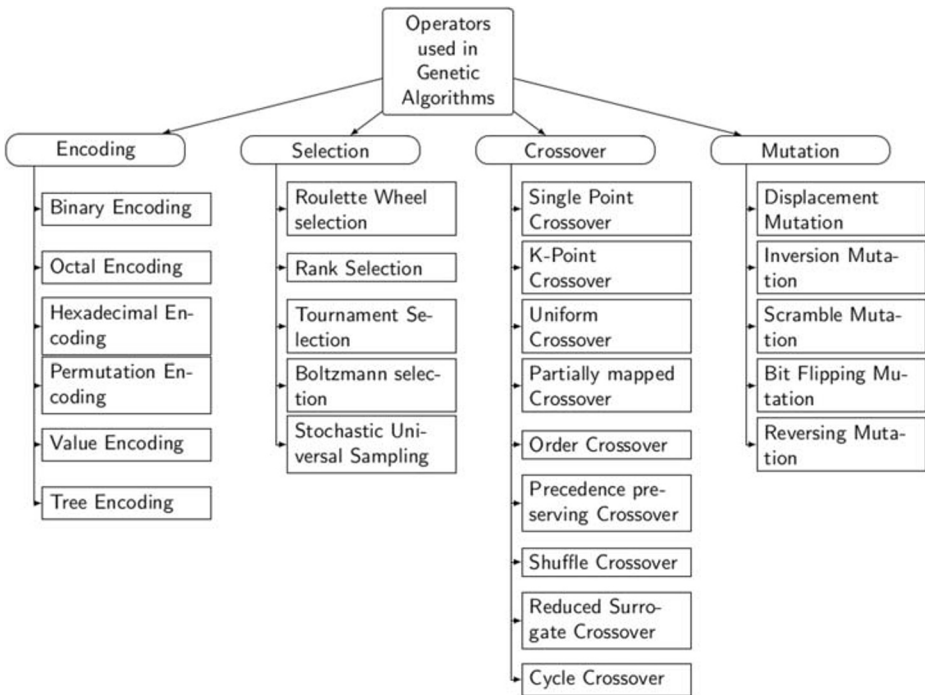 Operators
used in
Genetic
Algorithms
Encoding
Binary Encoding
Octal Encoding
Hexadecimal En-
coding
Permutation En-
coding
Value Encoding
Tree Encoding
Selection
Roulette Wheel
selection
Rank Selection
Tournament Se-
lection
Boltzmann selec-
tion
Stochastic Uni-
versal Sampling
Crossover
Single Point
Crossover
K-Point
Crossover
Uniform
Crossover
Partially mapped
Crossover
Order Crossover
Precedence pre-
serving Crossover
Shuffle Crossover
Reduced Surro-
gate Crossover
Cycle Crossover
Mutation
Displacement
Mutation
Inversion Muta-
tion
Scramble Muta-
tion
Bit Flipping Mu-
tation
Reversing Muta-
tion